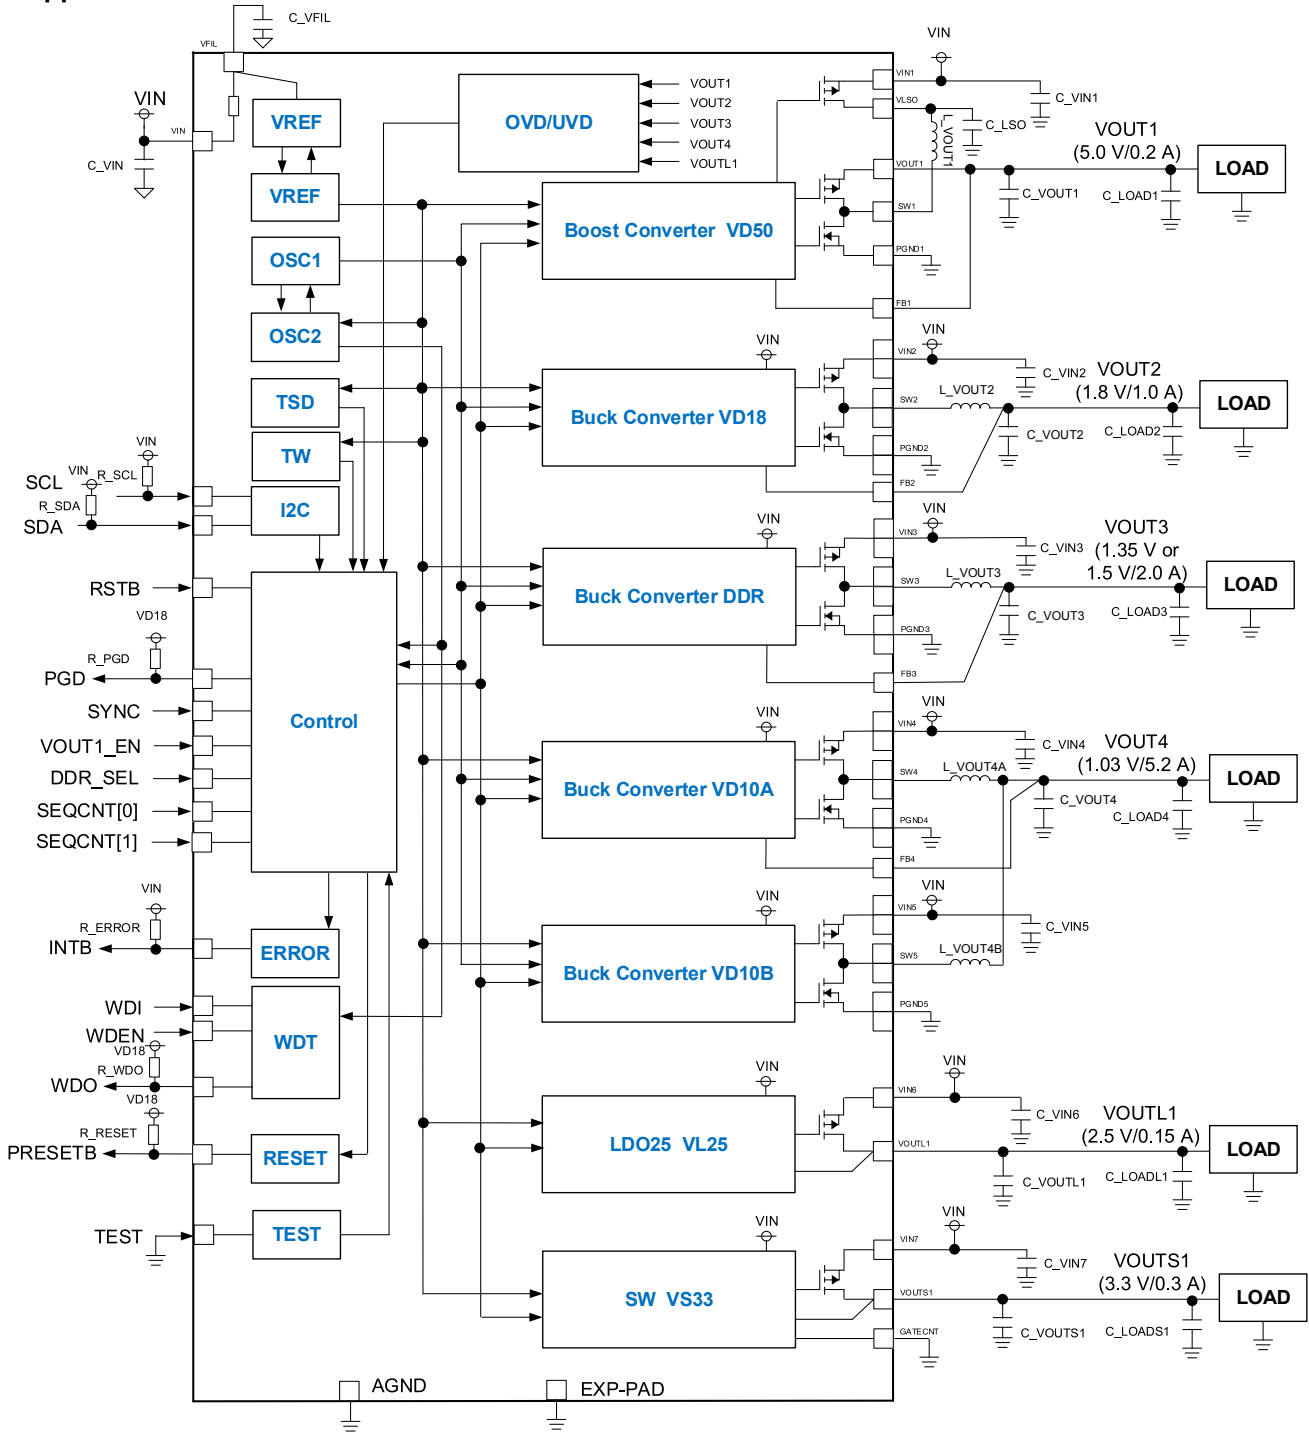 C_VFIL
VFIL
VIN
VIN
C_VIN
VREF
VREF
OSC1
OSC2
TSD
TW
I2C
VIN
R_SCL
SCL
VIN
R_SDA
SDA
RSTB
VD18
R_PGD
PGD
SYNC
VOUT1_EN
DDR_SEL
SEQCNT[0]
SEQCNT[1]
Control
VIN
R_ERROR
INTB
ERROR
WDI
WDEN
VD18
R_WDO
WDO
WDT
VD18
R_RESET
PRESETB
RESET
TEST
TEST
AGND
EXP-PAD
OVD/UVD
VOUT1
VOUT2
VOUT3
VOUT4
VOUTL1
Boost Converter VD50
VIN1
VLSO
VOUT1
SW1
PGND1
FB1
VIN
C_VIN1
C_LSO
L_VOUT1
VOUT1
(5.0 V/0.2 A)
C_VOUT1
C_LOAD1
LOAD
VIN
Buck Converter VD18
VIN2
SW2
PGND2
FB2
VIN
C_VIN2
L_VOUT2
VOUT2
(1.8 V/1.0 A)
C_VOUT2
C_LOAD2
LOAD
VIN
Buck Converter DDR
VIN3
SW3
PGND3
FB3
VIN
C_VIN3
L_VOUT3
VOUT3
(1.35 V or
1.5 V/2.0 A)
C_VOUT3
C_LOAD3
LOAD
VIN
Buck Converter VD10A
VIN4
SW4
PGND4
FB4
VIN
C_VIN4
L_VOUT4A
VOUT4
(1.03 V/5.2 A)
C_VOUT4
C_LOAD4
LOAD
VIN
Buck Converter VD10B
VIN5
SW5
PGND5
VIN
C_VIN5
L_VOUT4B
VIN
LDO25 VL25
VIN6
VOUTL1
VIN
C_VIN6
VOUTL1
(2.5 V/0.15 A)
C_VOUTL1
C_LOADL1
LOAD
VIN
SW VS33
VIN7
VOUTS1
GATECNT
VIN
C_VIN7
VOUTS1
(3.3 V/0.3 A)
C_VOUTS1
C_LOADS1
LOAD